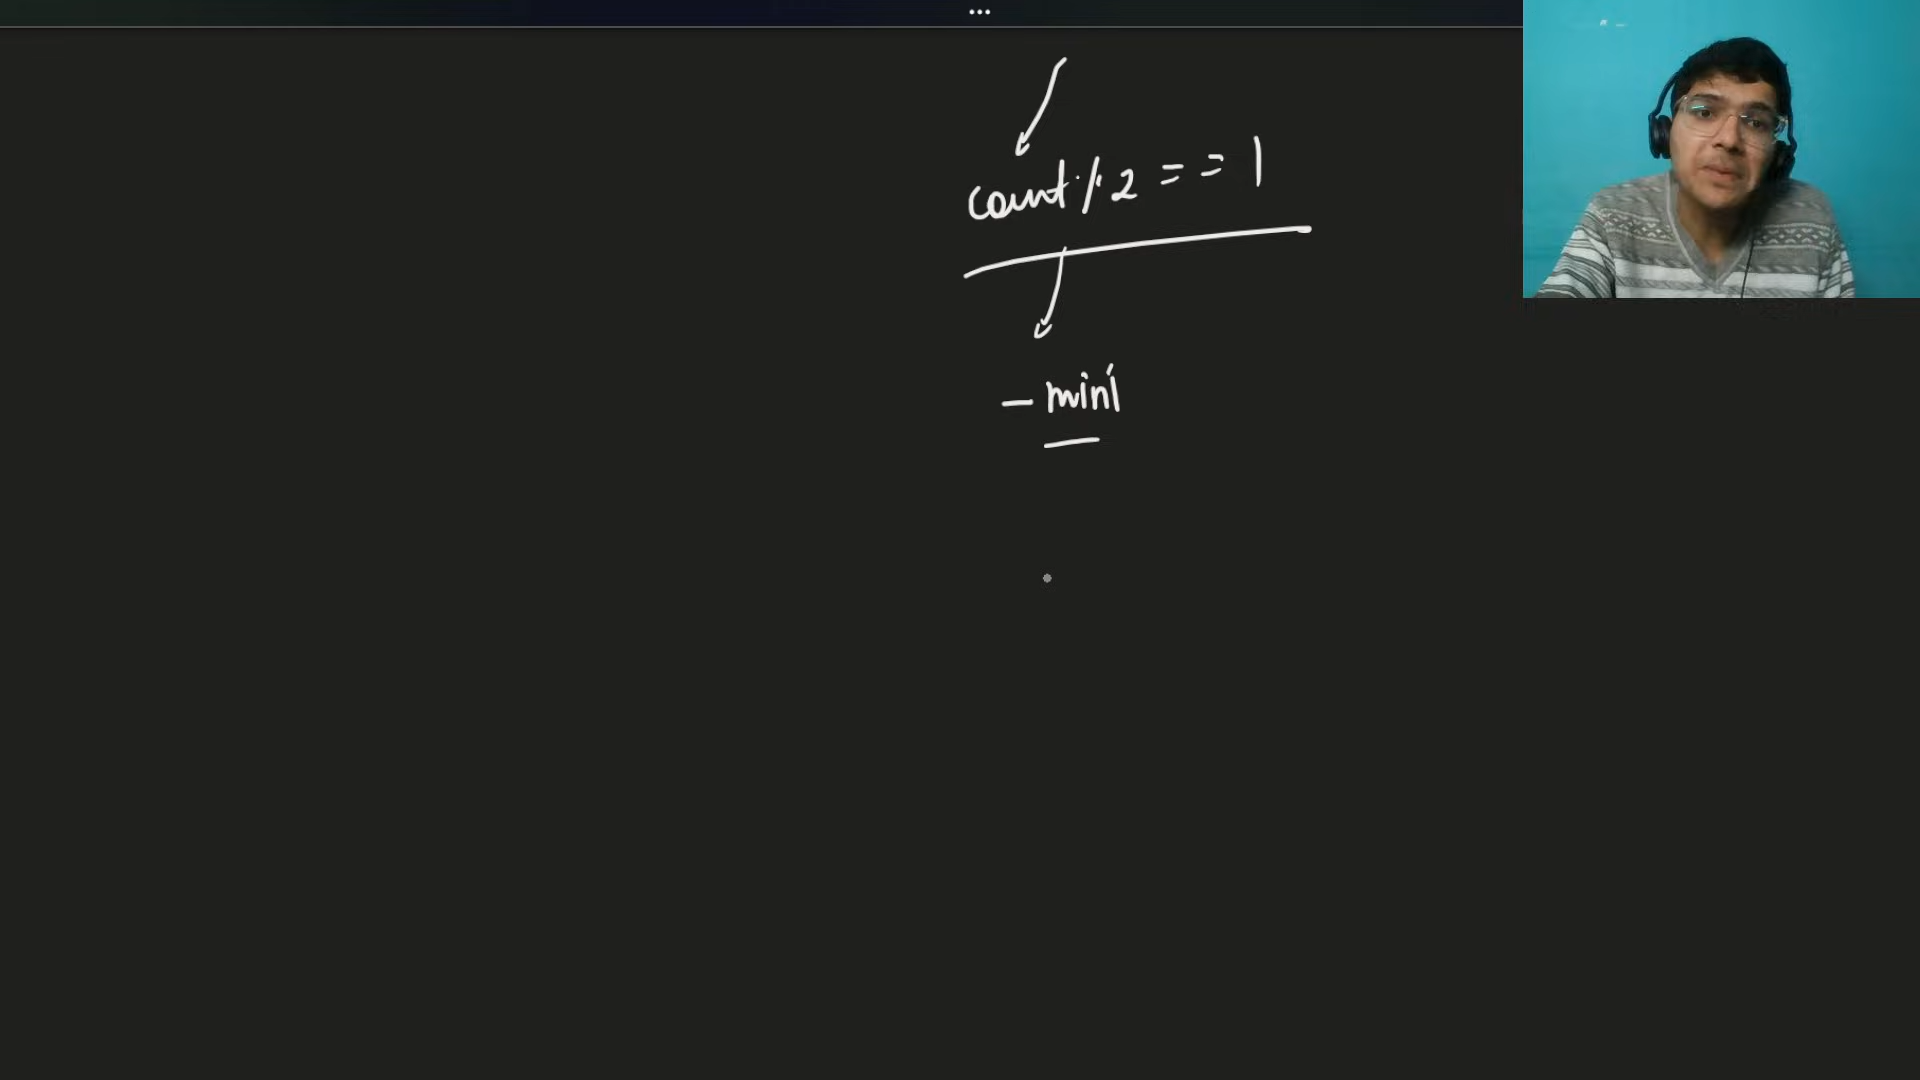 ...
count % 2 == 1
- mini